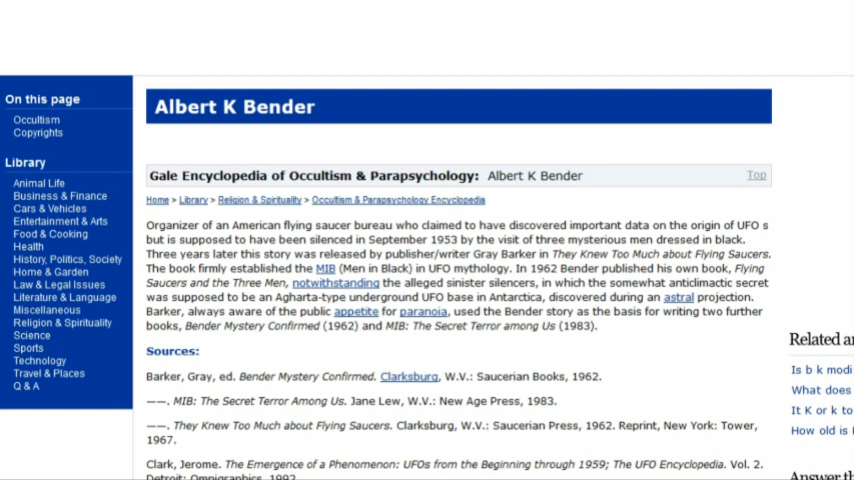 On this page
Occultism
Copyrights
Library
Animal Life
Business & Finance
Cars & Vehicles
Entertainment & Arts
Food & Cooking
Health
History, Politics, Society
Home & Garden
Law & Legal Issues
Literature & Language
Miscellaneous
Religion & Spirituality
Science
Sports
Technology
Travel & Places
Q & A
Albert K Bender
Gale Encyclopedia of Occultism & Parapsychology: Albert K Bender Top
Home > Library > Religion & Spirituality > Occultism & Parapsychology Encyclopedia
Organizer of an American flying saucer bureau who claimed to have discovered important data on the origin of UFO s
but is supposed to have been silenced in September 1953 by the visit of three mysterious men dressed in black.
Three years later this story was released by publisher/writer Gray Barker in They Knew Too Much about Flying Saucers.
The book firmly established the MIB (Men in Black) in UFO mythology. In 1962 Bender published his own book, Flying
Saucers and the Three Men, notwithstanding the alleged sinister silencers, in which the somewhat anticlimactic secret
was supposed to be an Agharta-type underground UFO base in Antarctica, discovered during an astral projection.
Barker, always aware of the public appetite for paranoia, used the Bender story as the basis for writing two further
books, Bender Mystery Confirmed (1962) and MIB: The Secret Terror among Us (1983).
Sources:
Barker, Gray, ed. Bender Mystery Confirmed. Clarksburg, W.V.: Saucerian Books, 1962.
——. MIB: The Secret Terror Among Us. Jane Lew, W.V.: New Age Press, 1983.
——. They Knew Too Much about Flying Saucers. Clarksburg, W.V.: Saucerian Press, 1962. Reprint, New York: Tower,
1967.
Clark, Jerome. The Emergence of a Phenomenon: UFOs from the Beginning through 1959; The UFO Encyclopedia. Vol. 2.
Detroit: Omnigraphics, 1992.
Related a
Is b k modi
What does
It K or k to
How old is
Answer th